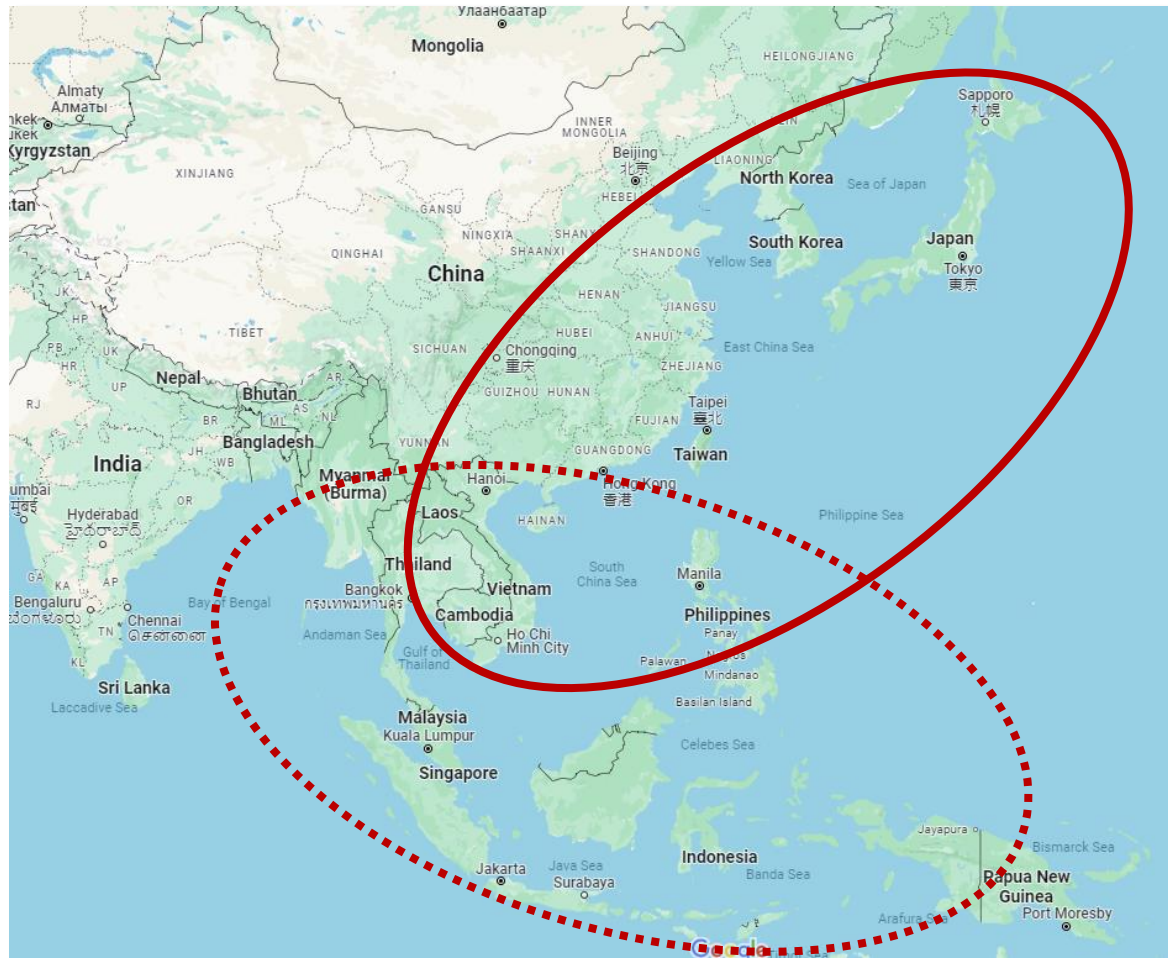 Улаанбаатар
Mongolia
HEILONGJIANG
Almaty
Алматы
Sapporo
札幌
Kyrgyzstan
INNER
MONGOLIA
Beijing
北京
LIAONING
XINJIANG
North Korea
Sea of Japan
HEBEI
GANSU
NINGXIA
SHAANXI
SHANDONG
South Korea
Japan
QINGHAI
Yellow Sea
Tokyo
東京
China
HENAN
JIANGSU
TIBET
HUBEI
ANHUI
East China Sea
SICHUAN
Chongqing
重庆
ZHEJIANG
Nepal
Bhutan
GUIZHOU
HUNAN
Taipei
臺北
FUJIAN
Bangladesh
YUNNAN
GUANGDONG
Taiwan
India
Myanmar
(Burma)
Hanoi
Hong Kong
香港
Laos
HAINAN
Philippine Sea
Hyderabad
Thailand
South
China Sea
Manila
Bengaluru
Bay of Bengal
Bangkok
กรุงเทพมหานคร
Vietnam
Cambodia
Philippines
Chennai
சென்னை
Andaman Sea
Ho Chi
Minh City
Panay
Gulf of
Thailand
Palawan
Negros
Mindanao
Sri Lanka
Basilan Island
Laccadive Sea
Malaysia
Kuala Lumpur
Celebes Sea
Singapore
Jayapura
Bismarck Sea
Jakarta
Java Sea
Surabaya
Indonesia
Banda Sea
Papua New
Guinea
Arafura Sea
Port Moresby
Google